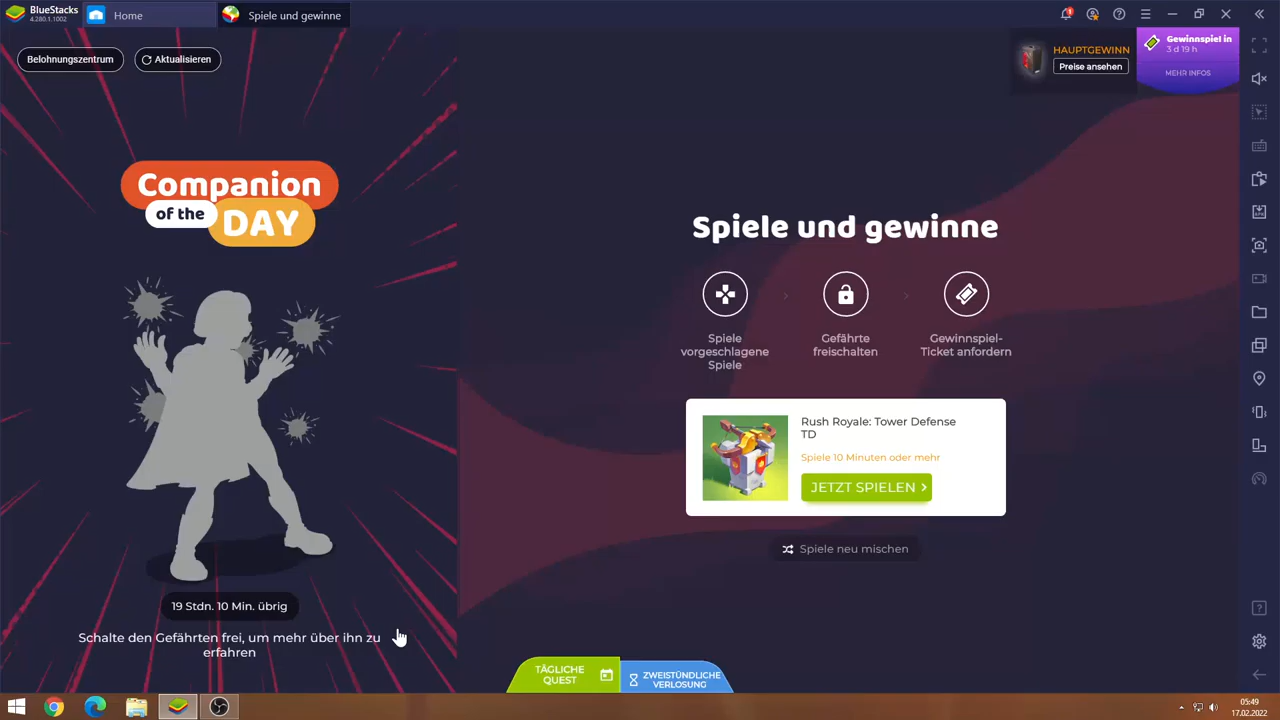 BlueStacks
4.280.1.1002
Home
Spiele und gewinne
Belohnungszentrum
Aktualisieren
HAUPTGEWINN
Preise ansehen
Gewinnspiel in
3 d 19 h
MEHR INFOS
Companion
of the
DAY
Spiele und gewinne
Spiele
vorgeschlagene
Spiele
Gefährte
freischalten
Gewinnspiel-
Ticket anfordern
Rush Royale: Tower Defense
TD
Spiele 10 Minuten oder mehr
JETZT SPIELEN
Spiele neu mischen
19 Stdn. 10 Min. übrig
Schalte den Gefährten frei, um mehr über ihn zu
erfahren
TÄGLICHE
QUEST
ZWEISTÜNDLICHE
VERLOSUNG
05:49
17.02.2022